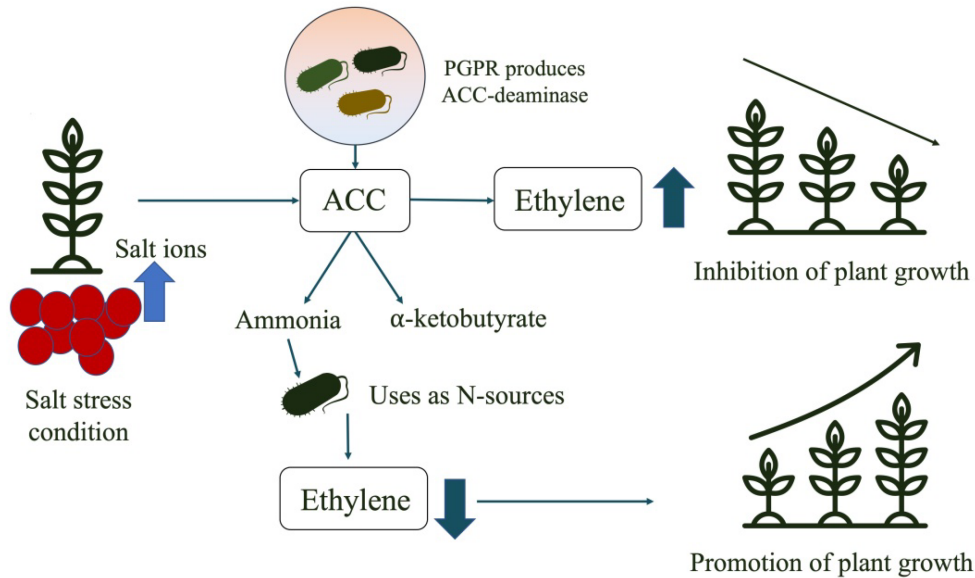 PGPR produces
ACC-deaminase
ACC
Ethylene
Salt ions
Inhibition of plant growth
Ammonia
α-ketobutyrate
Salt stress
condition
Uses as N-sources
Ethylene
Promotion of plant growth